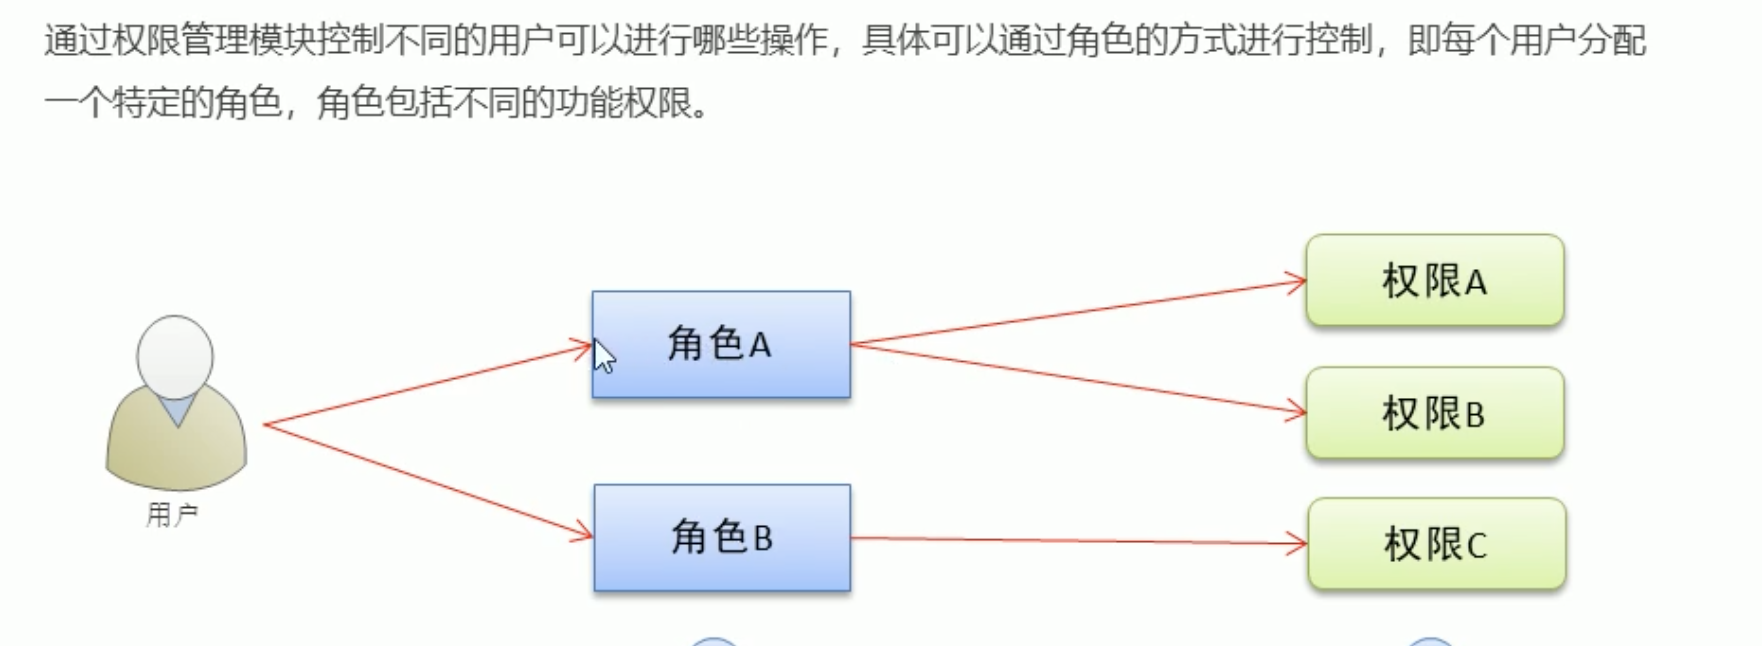 通过权限管理模块控制不同的用户可以进行哪些操作，具体可以通过角色的方式进行控制，即每个用户分配
一个特定的角色，角色包括不同的功能权限。
权限A
角色A
权限B
用户
角色B
权限C